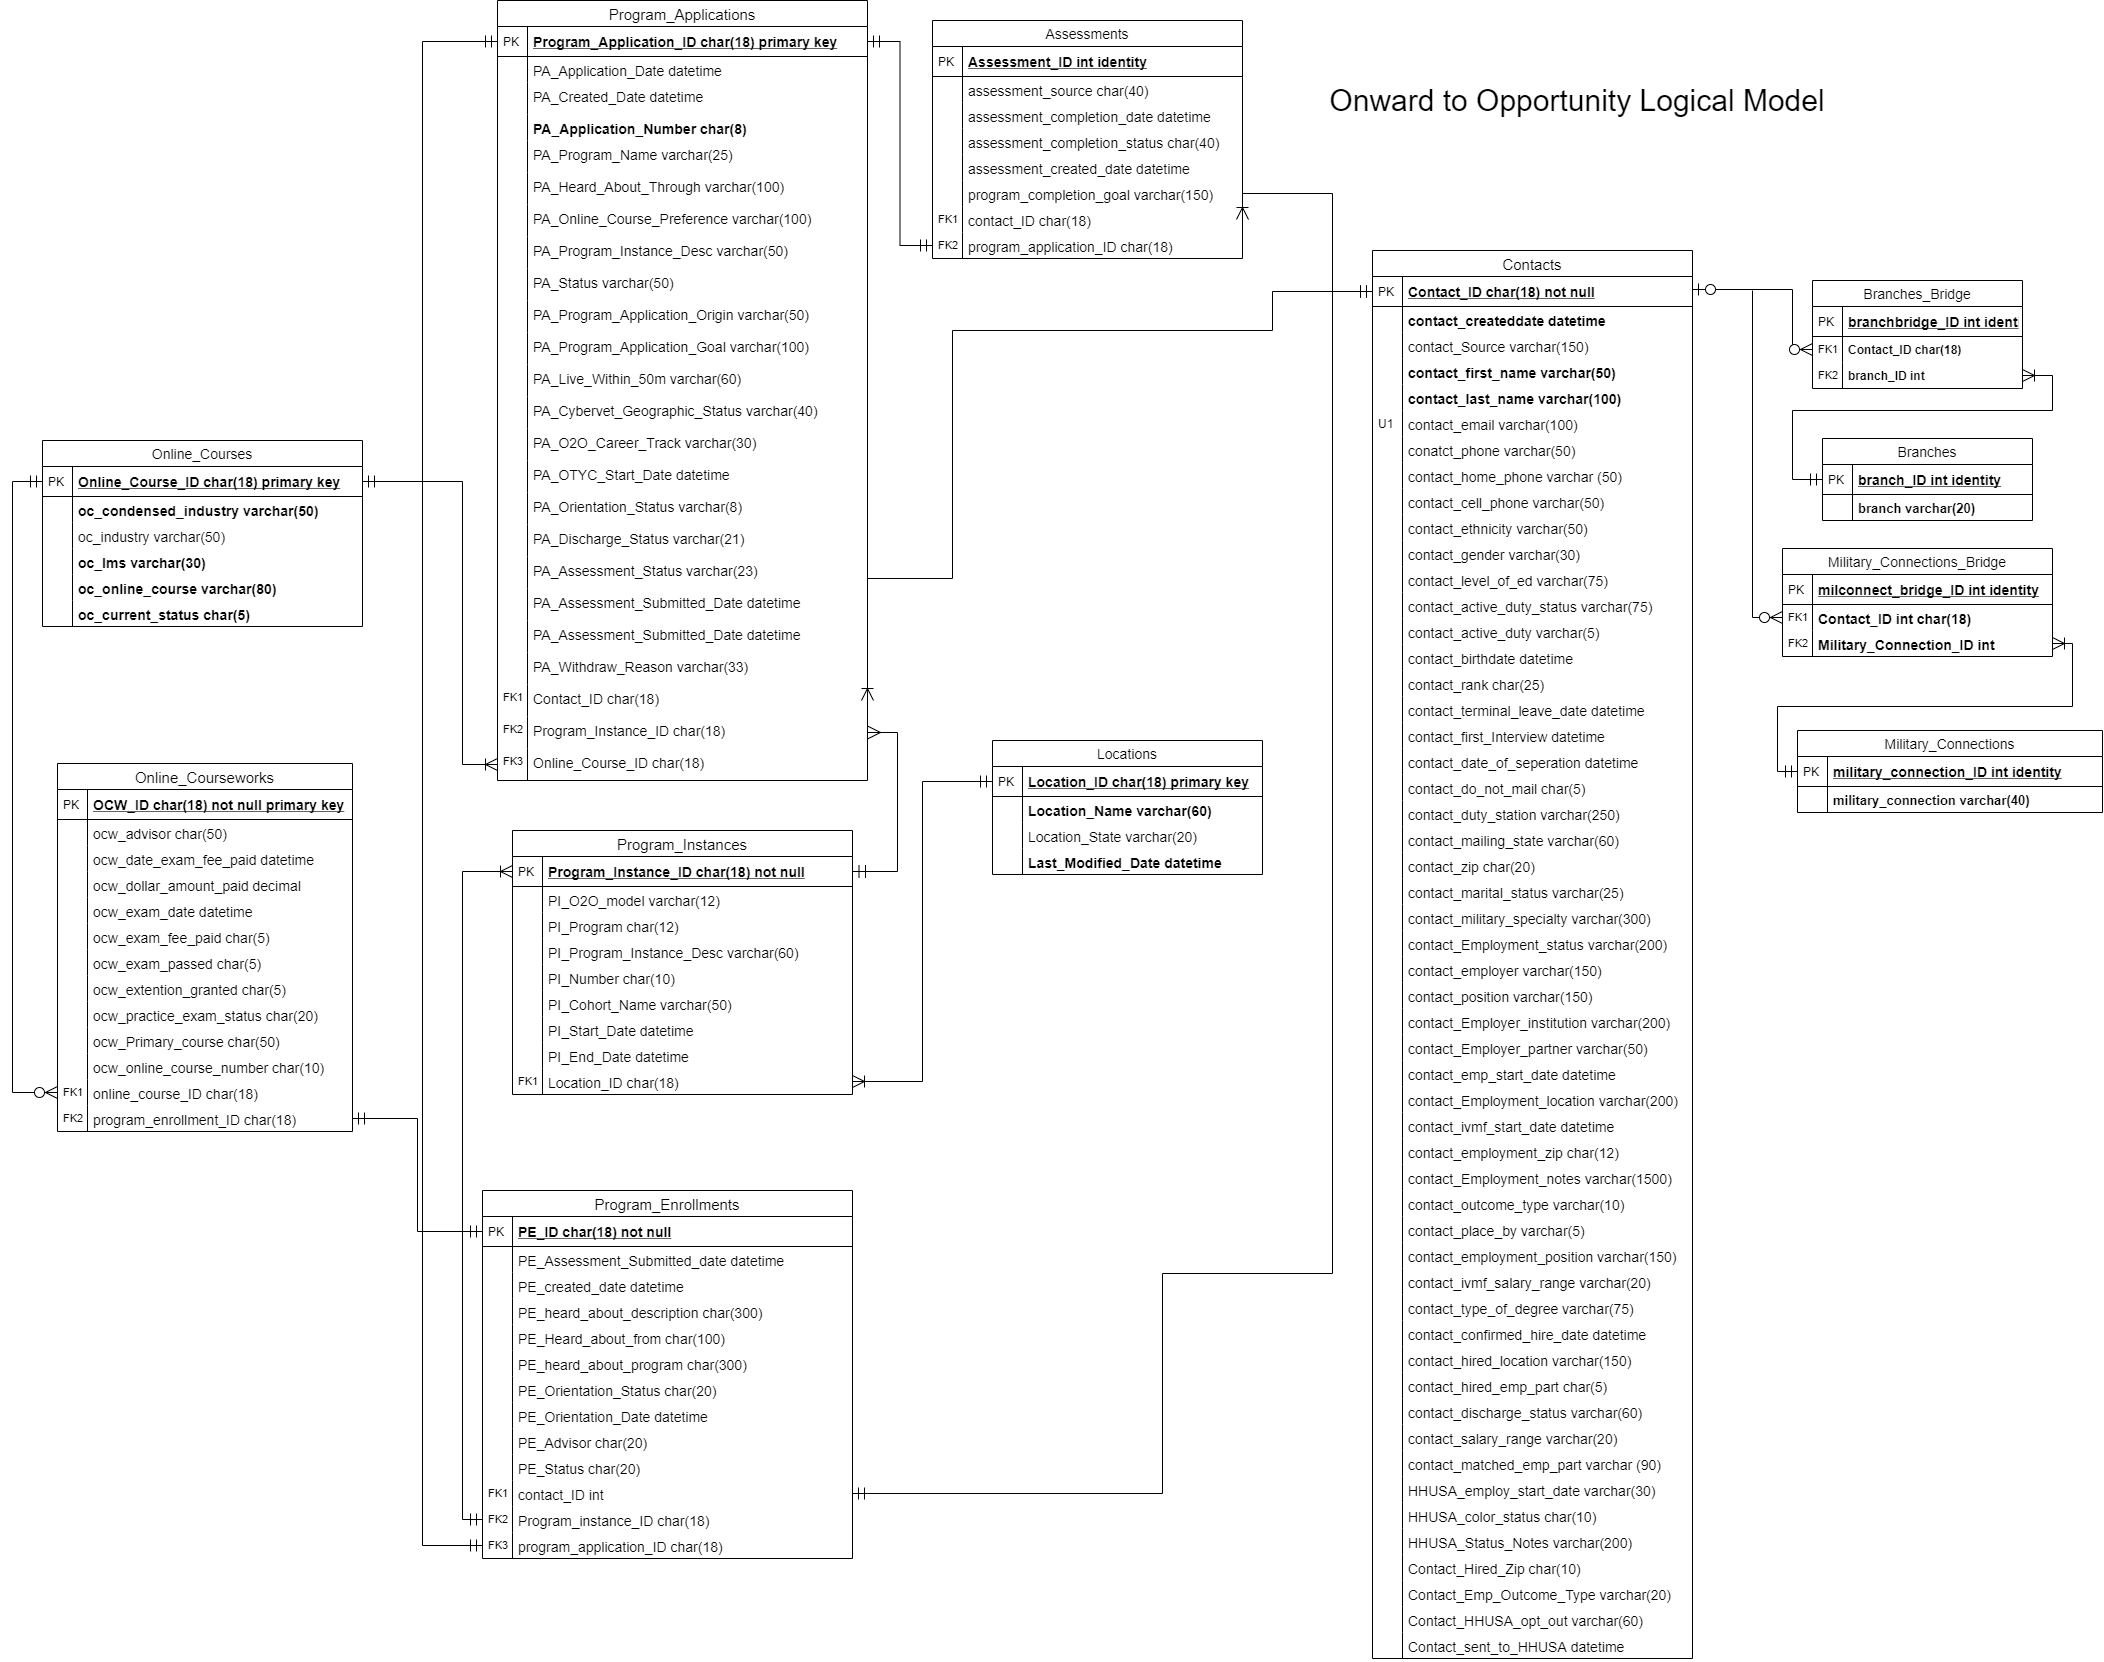 Onward to Opportunity Logical Model
Program_Applications
PK Program_Application_ID char(18) primary key
PA_Application_Date datetime
PA_Created_Date datetime
PA_Application_Number char(8)
PA_Program_Name varchar(25)
PA_Heard_About_Through varchar(100)
PA_Online_Course_Preference varchar(100)
PA_Program_Instance_Desc varchar(50)
PA_Status varchar(50)
PA_Program_Application_Origin varchar(50)
PA_Program_Application_Goal varchar(100)
PA_Live_Within_50m varchar(60)
PA_Cybervet_Geographic_Status varchar(40)
PA_O2O_Career_Track varchar(30)
PA_OTYC_Start_Date datetime
PA_Orientation_Status varchar(8)
PA_Discharge_Status varchar(21)
PA_Assessment_Status varchar(23)
PA_Assessment_Submitted_Date datetime
PA_Assessment_Submitted_Date datetime
PA_Withdraw_Reason varchar(33)
FK1 Contact_ID char(18)
FK2 Program_Instance_ID char(18)
FK3 Online_Course_ID char(18)
Assessments
PK Assessment_ID int identity
assessment_source char(40)
assessment_completion_date datetime
assessment_completion_status char(40)
assessment_created_date datetime
program_completion_goal varchar(150)
FK1 contact_ID char(18)
FK2 program_application_ID char(18)
Contacts
PK Contact_ID char(18) not null
contact_createddate datetime
contact_Source varchar(150)
contact_first_name varchar(50)
contact_last_name varchar(100)
U1 contact_email varchar(100)
conatct_phone varchar(50)
contact_home_phone varchar (50)
contact_cell_phone varchar(50)
contact_ethnicity varchar(50)
contact_gender varchar(30)
contact_level_of_ed varchar(75)
contact_active_duty_status varchar(75)
contact_active_duty varchar(5)
contact_birthdate datetime
contact_rank char(25)
contact_terminal_leave_date datetime
contact_first_Interview datetime
contact_date_of_seperation datetime
contact_do_not_mail char(5)
contact_duty_station varchar(250)
contact_mailing_state varchar(60)
contact_zip char(20)
contact_marital_status varchar(25)
contact_military_specialty varchar(300)
contact_Employment_status varchar(200)
contact_employer varchar(150)
contact_position varchar(150)
contact_Employer_institution varchar(200)
contact_Employer_partner varchar(50)
contact_emp_start_date datetime
contact_Employment_location varchar(200)
contact_ivmf_start_date datetime
contact_employment_zip char(12)
contact_Employment_notes varchar(1500)
contact_outcome_type varchar(10)
contact_place_by varchar(5)
contact_employment_position varchar(150)
contact_ivmf_salary_range varchar(20)
contact_type_of_degree varchar(75)
contact_confirmed_hire_date datetime
contact_hired_location varchar(150)
contact_hired_emp_part char(5)
contact_discharge_status varchar(60)
contact_salary_range varchar(20)
contact_matched_emp_part varchar (90)
HHUSA_employ_start_date varchar(30)
HHUSA_color_status char(10)
HHUSA_Status_Notes varchar(200)
Contact_Hired_Zip char(10)
Contact_Emp_Outcome_Type varchar(20)
Contact_HHUSA_opt_out varchar(60)
Contact_sent_to_HHUSA datetime
Branches_Bridge
PK branchbridge_ID int ident
FK1 Contact_ID char(18)
FK2 branch_ID int
Branches
PK branch_ID int identity
branch varchar(20)
Military_Connections_Bridge
PK milconnect_bridge_ID int identity
FK1 Contact_ID int char(18)
FK2 Military_Connection_ID int
Military_Connections
PK military_connection_ID int identity
military_connection varchar(40)
Online_Courses
PK Online_Course_ID char(18) primary key
oc_condensed_industry varchar(50)
oc_industry varchar(50)
oc_lms varchar(30)
oc_online_course varchar(80)
oc_current_status char(5)
Online_Courseworks
PK OCW_ID char(18) not null primary key
ocw_advisor char(50)
ocw_date_exam_fee_paid datetime
ocw_dollar_amount_paid decimal
ocw_exam_date datetime
ocw_exam_fee_paid char(5)
ocw_exam_passed char(5)
ocw_extention_granted char(5)
ocw_practice_exam_status char(20)
ocw_Primary_course char(50)
ocw_online_course_number char(10)
FK1 online_course_ID char(18)
FK2 program_enrollment_ID char(18)
Program_Instances
PK Program_Instance_ID char(18) not null
PI_O2O_model varchar(12)
PI_Program char(12)
PI_Program_Instance_Desc varchar(60)
PI_Number char(10)
PI_Cohort_Name varchar(50)
PI_Start_Date datetime
PI_End_Date datetime
FK1 Location_ID char(18)
Locations
PK Location_ID char(18) primary key
Location_Name varchar(60)
Location_State varchar(20)
Last_Modified_Date datetime
Program_Enrollments
PK PE_ID char(18) not null
PE_Assessment_Submitted_date datetime
PE_created_date datetime
PE_heard_about_description char(300)
PE_Heard_about_from char(100)
PE_heard_about_program char(300)
PE_Orientation_Status char(20)
PE_Orientation_Date datetime
PE_Advisor char(20)
PE_Status char(20)
FK1 contact_ID int
FK2 Program_instance_ID char(18)
FK3 program_application_ID char(18)